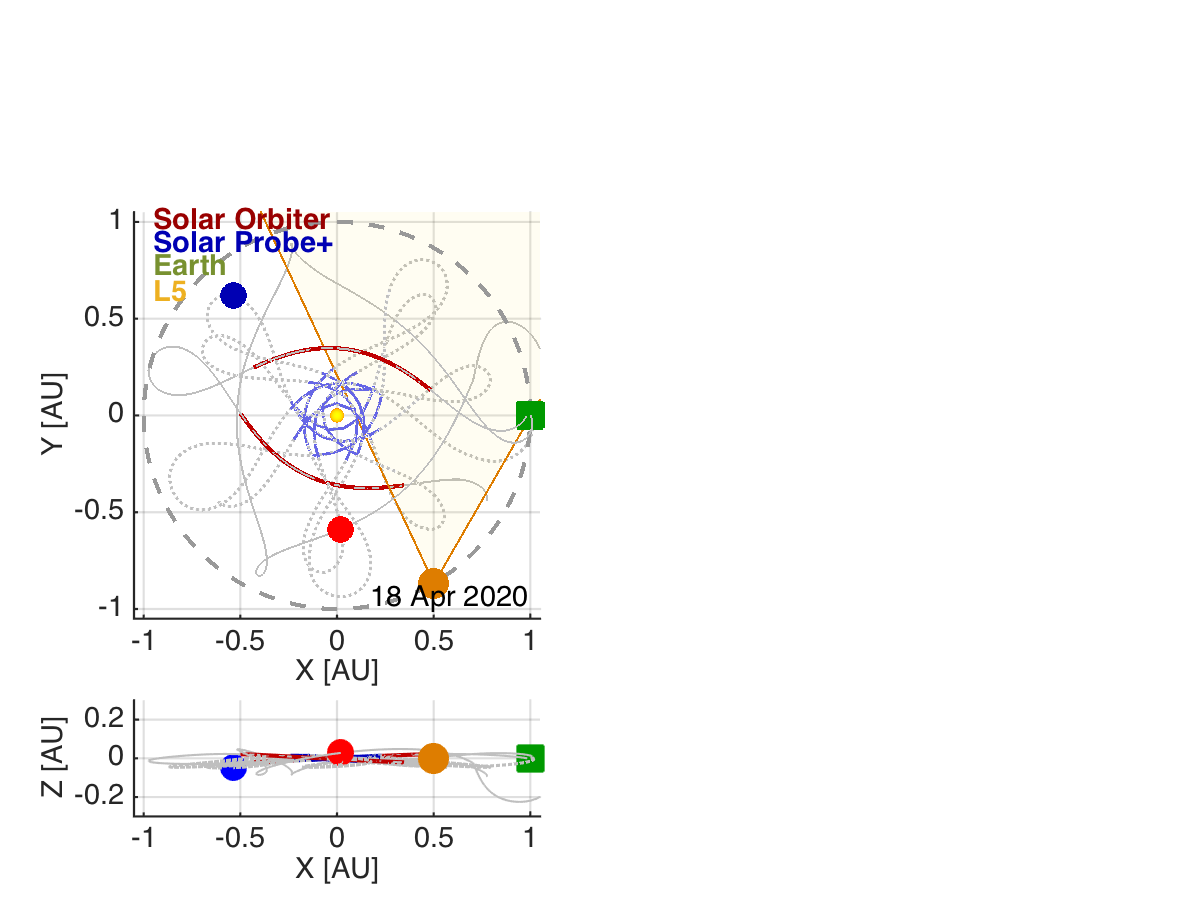 Solar Orbiter
Solar Probe+
Earth
L5
1
0.5
0
-0.5
-1
Y [AU]
18 Apr 2020
-1 -0.5 0 0.5 1
X [AU]
0.2
0
-0.2
Z [AU]
-1 -0.5 0 0.5 1
X [AU]